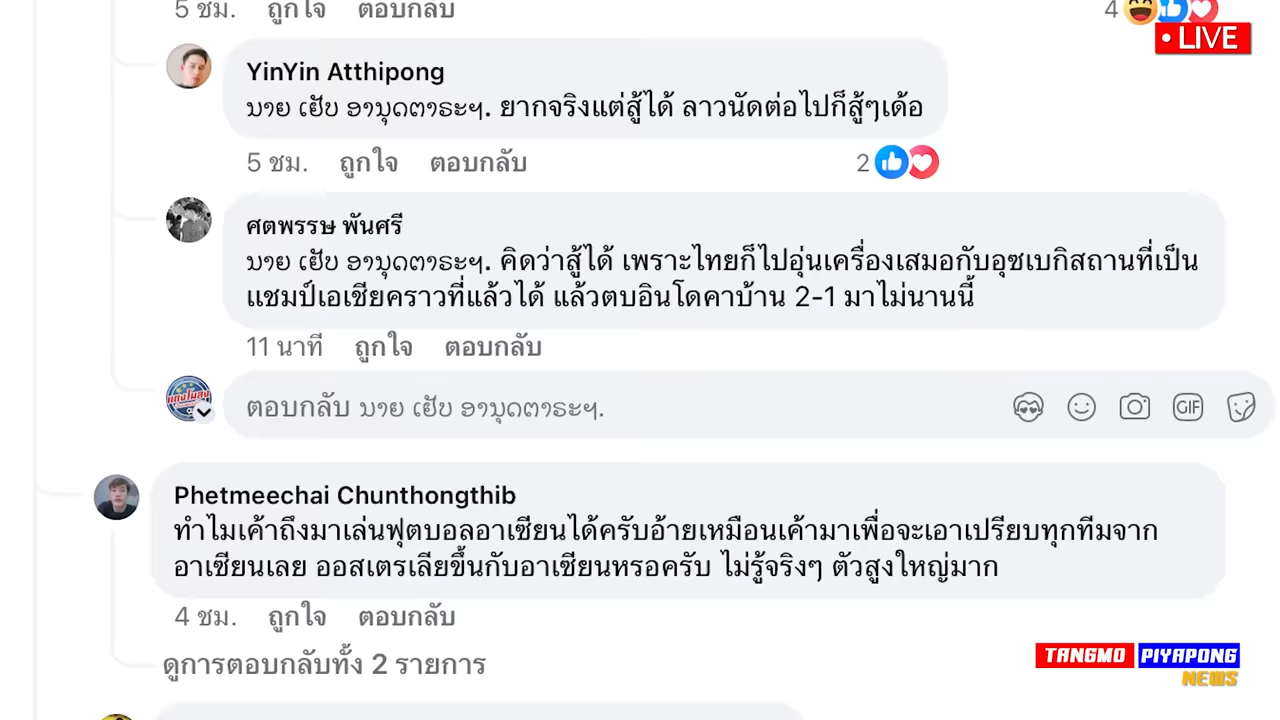 5 ชม. ถูกใจ ตอบกลับ 4
• LIVE
YinYin Atthipong
ນາຍ ເຢັບ ອານຸດຕາຣະຯ. ยากจริงแต่สู้ได้ ลาวนัดต่อไปก็สู้ๆเด้อ
5 ชม. ถูกใจ ตอบกลับ 2
ศตพรรษ พันศรี
ນາຍ ເຢັບ ອານຸດຕາຣະຯ. คิดว่าสู้ได้ เพราะไทยก็ไปอุ่นเครื่องเสมอกับอุซเบกิสถานที่เป็น
แชมป์เอเชียคราวที่แล้วได้ แล้วตบอินโดคาบ้าน 2-1 มาไม่นานนี้
11 นาที ถูกใจ ตอบกลับ
ตอบกลับ ນາຍ ເຢັບ ອານຸດຕາຣະຯ.
GIF
Phetmeechai Chunthongthib
ทำไมเค้าถึงมาเล่นฟุตบอลอาเซียนได้ครับอ้ายเหมือนเค้ามาเพื่อจะเอาเปรียบทุกทีมจาก
อาเซียนเลย ออสเตรเลียขึ้นกับอาเซียนหรอครับ ไม่รู้จริงๆ ตัวสูงใหญ่มาก
4 ชม. ถูกใจ ตอบกลับ
ดูการตอบกลับทั้ง 2 รายการ
TANGMO PIYAPONG
NEWS